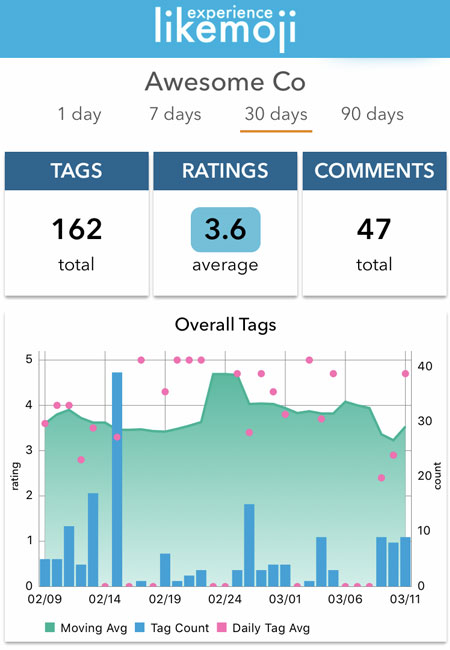 experience
likemoji
Awesome Co
1 day 7 days 30 days 90 days
TAGS RATINGS COMMENTS
162 3.6 47
total average total
Overall Tags
5 40
4
3 30
2 20
1 10
0 0
rating
count
02/09 02/14 02/19 02/24 03/01 03/06 03/11
Moving Avg Tag Count Daily Tag Avg